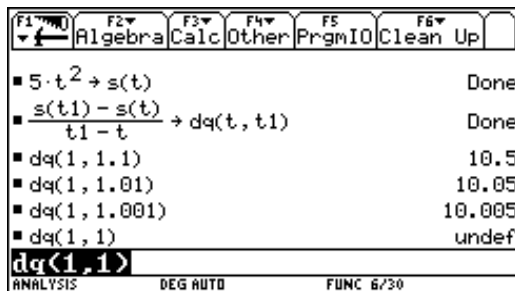 F1 F2 F3 F4 F5 F6
Algebra Calc Other PrgmIO Clean Up
5·t² → s(t) Done
(s(t1) − s(t))/(t1 − t) → dq(t, t1) Done
dq(1, 1.1) 10.5
dq(1, 1.01) 10.05
dq(1, 1.001) 10.005
dq(1, 1) undef
dq(1,1)
ANALYSIS DEG AUTO FUNC 6/30